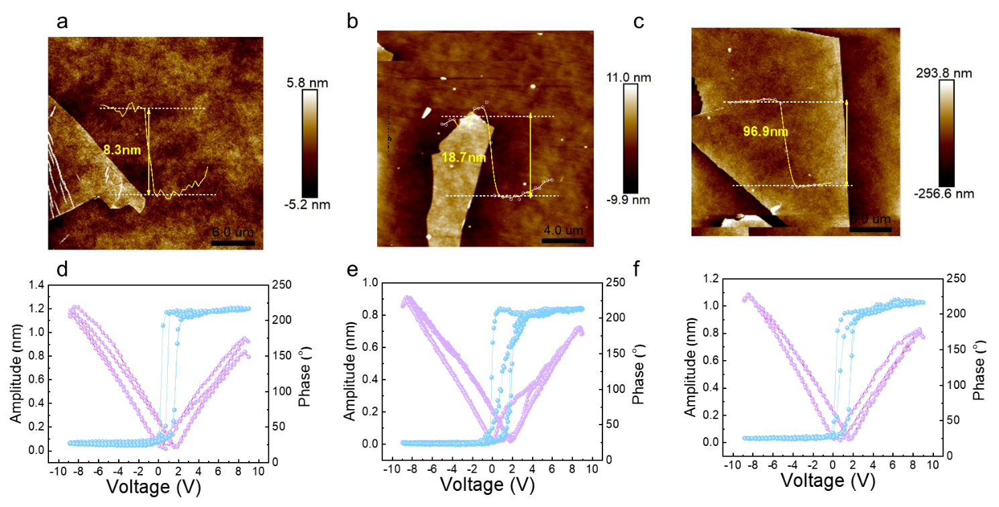 a
b
c
5.8 nm
-5.2 nm
8.3nm
6.0 um
11.0 nm
-9.9 nm
18.7nm
4.0 um
293.8 nm
-256.6 nm
96.9nm
6.0 um
d
1.4
1.2
1.0
0.8
0.6
0.4
0.2
0.0
Amplitude (nm)
250
200
150
100
50
0
Phase (°)
-10 -8 -6 -4 -2 0 2 4 6 8 10
Voltage (V)
e
1.0
0.8
0.6
0.4
0.2
0.0
Amplitude (nm)
250
200
150
100
50
0
Phase (°)
-10 -8 -6 -4 -2 0 2 4 6 8 10
Voltage (V)
f
1.2
1.0
0.8
0.6
0.4
0.2
0.0
Amplitude (nm)
250
200
150
100
50
0
Phase (°)
-10 -8 -6 -4 -2 0 2 4 6 8 10
Voltage (V)